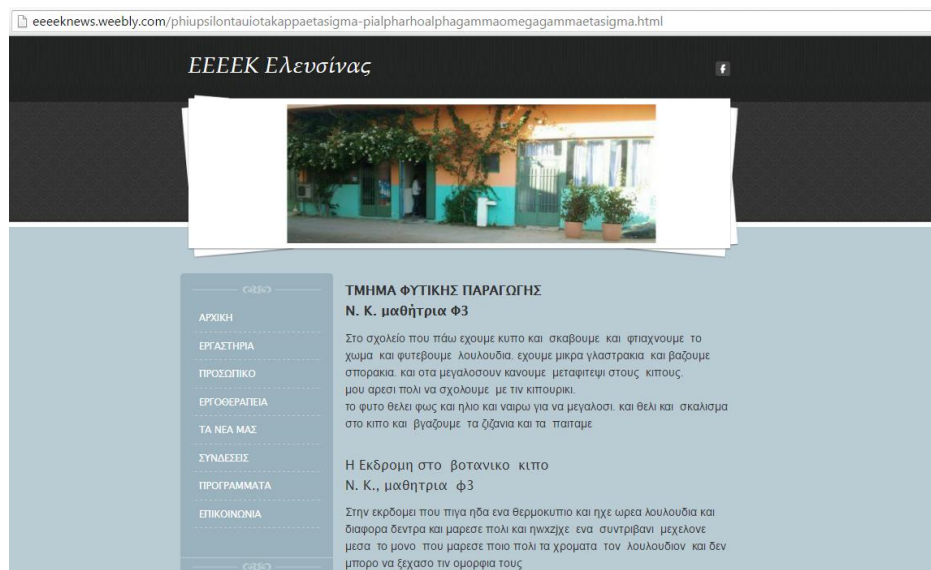 eeeeknews.weebly.com/phiupsilontauiotakappaetasigma-pialpharhoalphagammaomegagammaetasigma.html
ΕΕΕΕΚ Ελευσίνας
f
ΑΡΧΙΚΗ
ΕΡΓΑΣΤΗΡΙΑ
ΠΡΟΣΩΠΙΚΟ
ΕΡΓΟΘΕΡΑΠΕΙΑ
ΤΑ ΝΕΑ ΜΑΣ
ΣΥΝΔΕΣΕΙΣ
ΠΡΟΓΡΑΜΜΑΤΑ
ΕΠΙΚΟΙΝΩΝΙΑ
ΤΜΗΜΑ ΦΥΤΙΚΗΣ ΠΑΡΑΓΩΓΗΣ
Ν. Κ. μαθήτρια Φ3
Στο σχολείο που πάω εχουμε κυπο και σκαβουμε και φτιαχνουμε το
χωμα και φυτεβουμε λουλουδια. εχουμε μικρα γλαστρακια και βαζουμε
σπορακια. και οτα μεγαλοσουν κανουμε μεταφιτεψι στους κιπους.
μου αρεσι πολι να σχολουμε με τιν κιπουρικι.
το φυτο θελει φως και ηλιο και ναιρω για να μεγαλοσι. και θελι και σκαλισμα
στο κιπο και βγαζουμε τα ζιζανια και τα παιταμε
Η Εκδρομη στο βοτανικο κιπο
Ν. Κ., μαθητρια φ3
Στην εκρδομει που πιγα ηδα ενα θερμοκυπιο και ηχε ωρεα λουλουδια και
διαφορα δεντρα και μαρεσε πολι και ηwxzjχε ενα συντριβανι μεχελονε
μεσα το μονο που μαρεσε ποιο πολι τα χροματα τον λουλουδιον και δεν
μπορο να ξεχασο τιν ομορφια τους